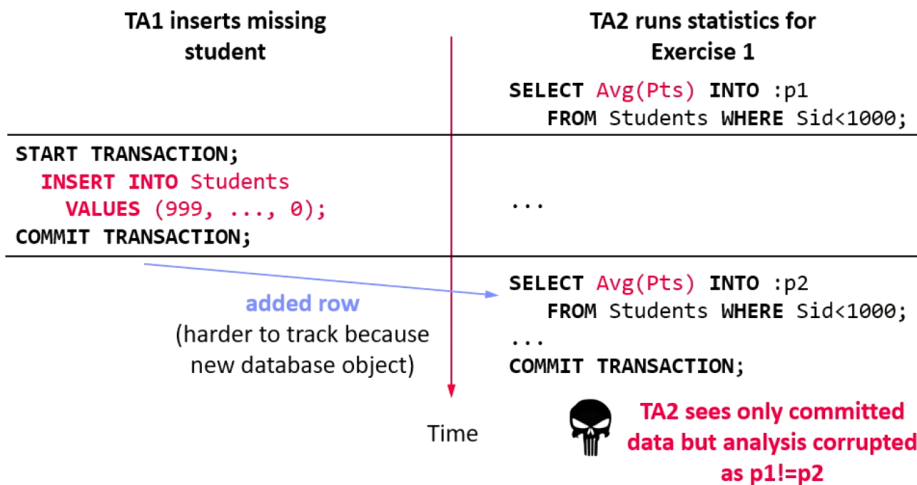 TA1 inserts missing
student
TA2 runs statistics for
Exercise 1
SELECT Avg(Pts) INTO :p1
FROM Students WHERE Sid<1000;
START TRANSACTION;
INSERT INTO Students
VALUES (999, ..., 0);
COMMIT TRANSACTION;
...
added row
(harder to track because
new database object)
SELECT Avg(Pts) INTO :p2
FROM Students WHERE Sid<1000;
...
COMMIT TRANSACTION;
Time
TA2 sees only committed
data but analysis corrupted
as p1!=p2